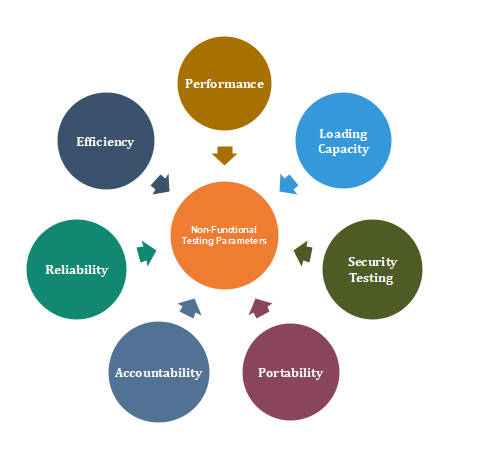 Performance
Efficiency
Loading
Capacity
Non-Functional
Testing Parameters
Reliability
Security
Testing
Accountability
Portability